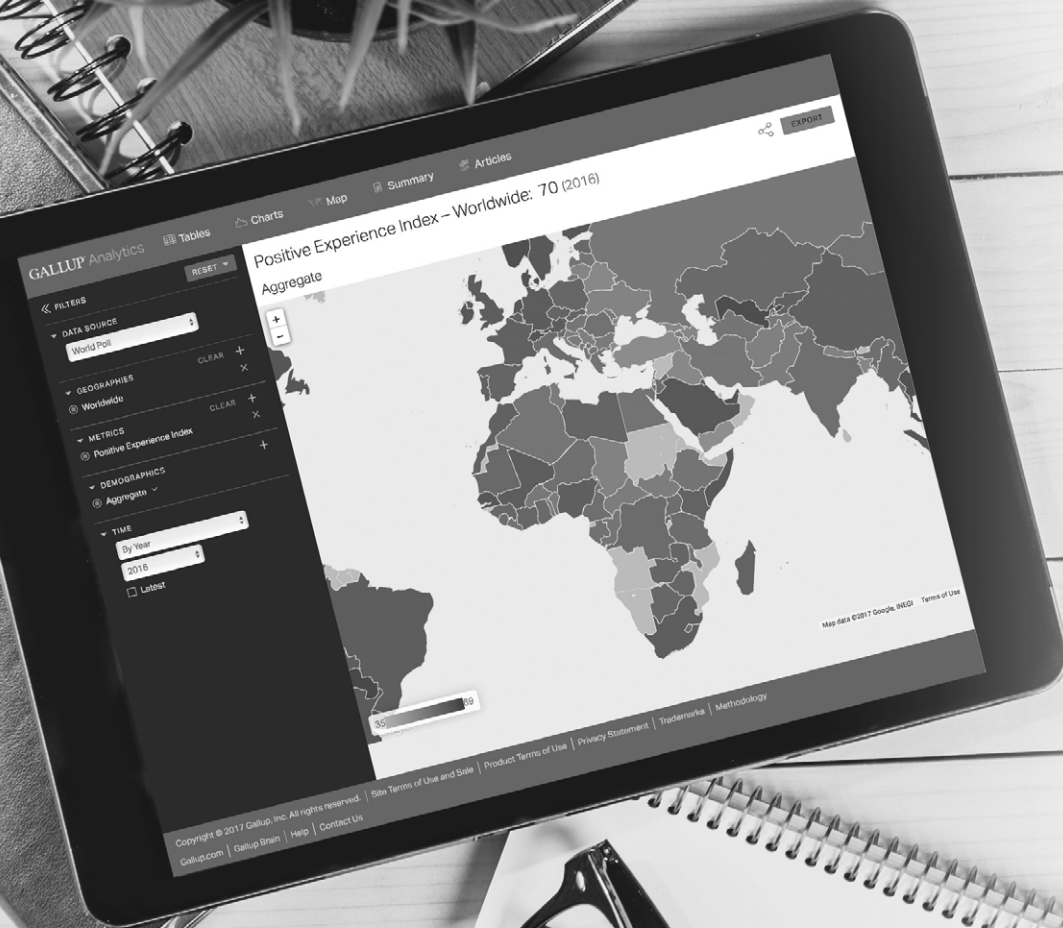 GALLUP Analytics
Tables
Charts
Map
Summary
Articles
« FILTERS
RESET
DATA SOURCE
World Poll
GEOGRAPHIES
CLEAR +
Worldwide ×
METRICS
CLEAR +
Positive Experience Index ×
DEMOGRAPHICS +
Aggregate
TIME
By Year
2016
Latest
Positive Experience Index – Worldwide: 70 (2016)
EXPORT
Aggregate
+
−
35 89
Map data ©2017 Google, INEGI Terms of Use
Copyright © 2017 Gallup, Inc. All rights reserved. | Site Terms of Use and Sale | Product Terms of Use | Privacy Statement | Trademarks | Methodology
Gallup.com | Gallup Brain | Help | Contact Us